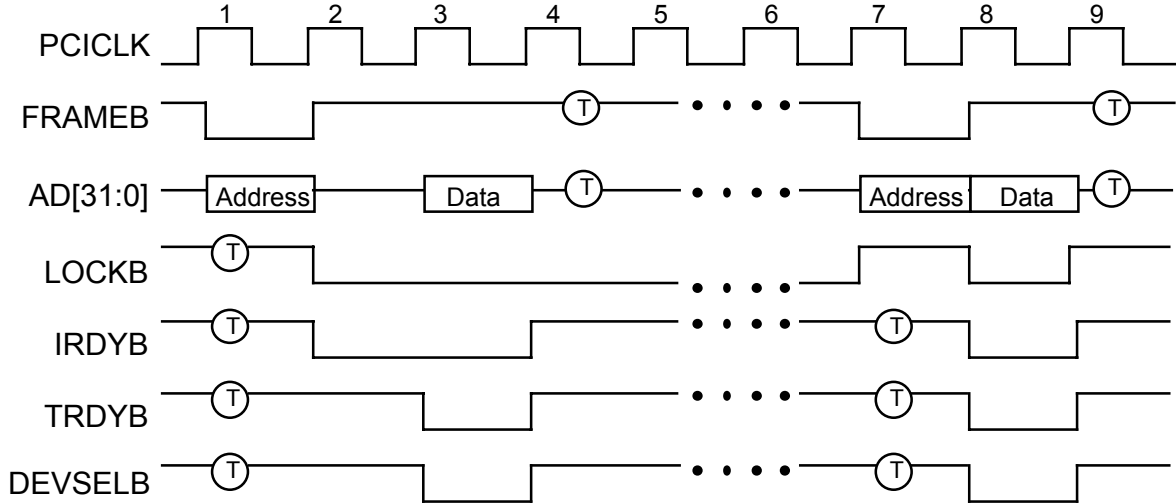 1 2 3 4 5 6 7 8 9
PCICLK
FRAMEB T T
AD[31:0] Address Data T Address Data T
LOCKB T
IRDYB T T
TRDYB T T
DEVSELB T T